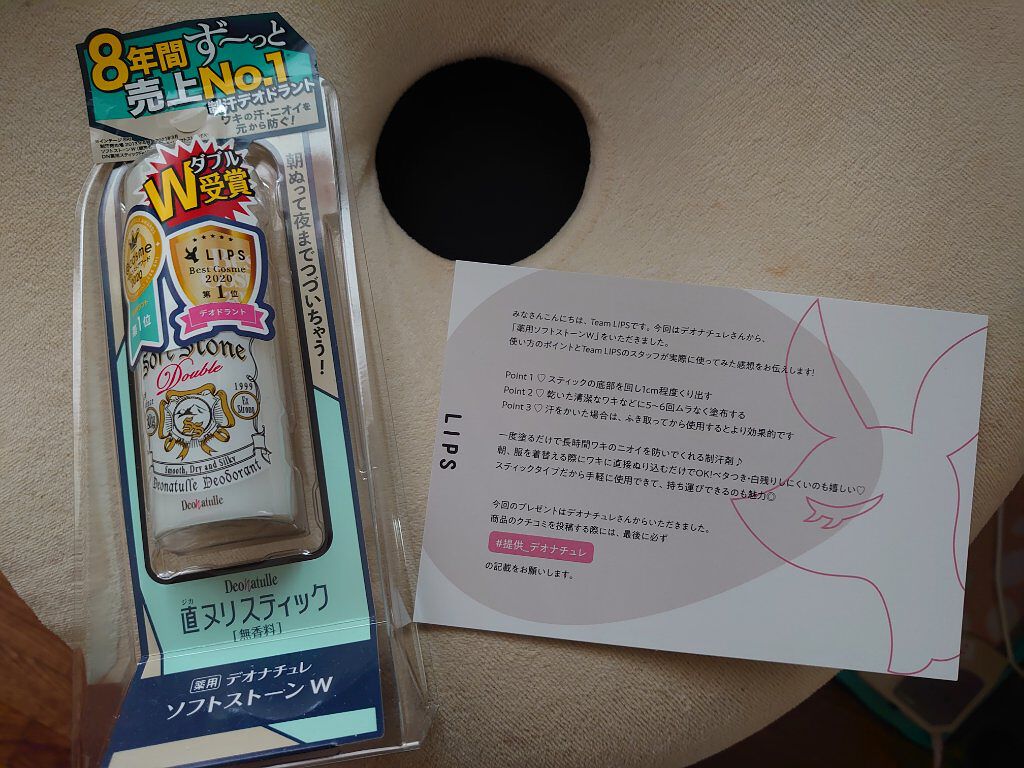 8年間ず〜っと
売上No.1
制汗デオドラント
ワキの汗・ニオイを
元から防ぐ!
朝ぬって夜までつづいちゃう!
ダブル
W受賞
2020
第1位
LIPS
Best Cosme
2020
第1位
デオドラント
Soft Stone
Double
1999
Ex
Strong
Smooth, Dry and Silky
Deonatulle Deodorant
Deonatulle
Deonatulle
ジカ
直ヌリスティック
[無香料]
薬用 デオナチュレ
ソフトストーンW
LIPS
みなさんこんにちは、Team LIPSです。今回はデオナチュレさんから、
「薬用ソフトストーンW」をいただきました。
使い方のポイントとTeam LIPSのスタッフが実際に使ってみた感想をお伝えします!
Point 1 ♡ スティックの底部を回し1cm程度くり出す
Point 2 ♡ 乾いた清潔なワキなどに5~6回ムラなく塗布する
Point 3 ♡ 汗をかいた場合は、ふき取ってから使用するとより効果的です
一度塗るだけで長時間ワキのニオイを防いでくれる制汗剤♪
朝、服を着替える際にワキに直接ぬり込むだけでOK!ベタつき・白残りしにくいのも嬉しい♡
スティックタイプだから手軽に使用できて、持ち運びできるのも魅力◎
今回のプレゼントはデオナチュレさんからいただきました。
商品のクチコミを投稿する際には、最後に必ず
#提供_デオナチュレ
の記載をお願いします。